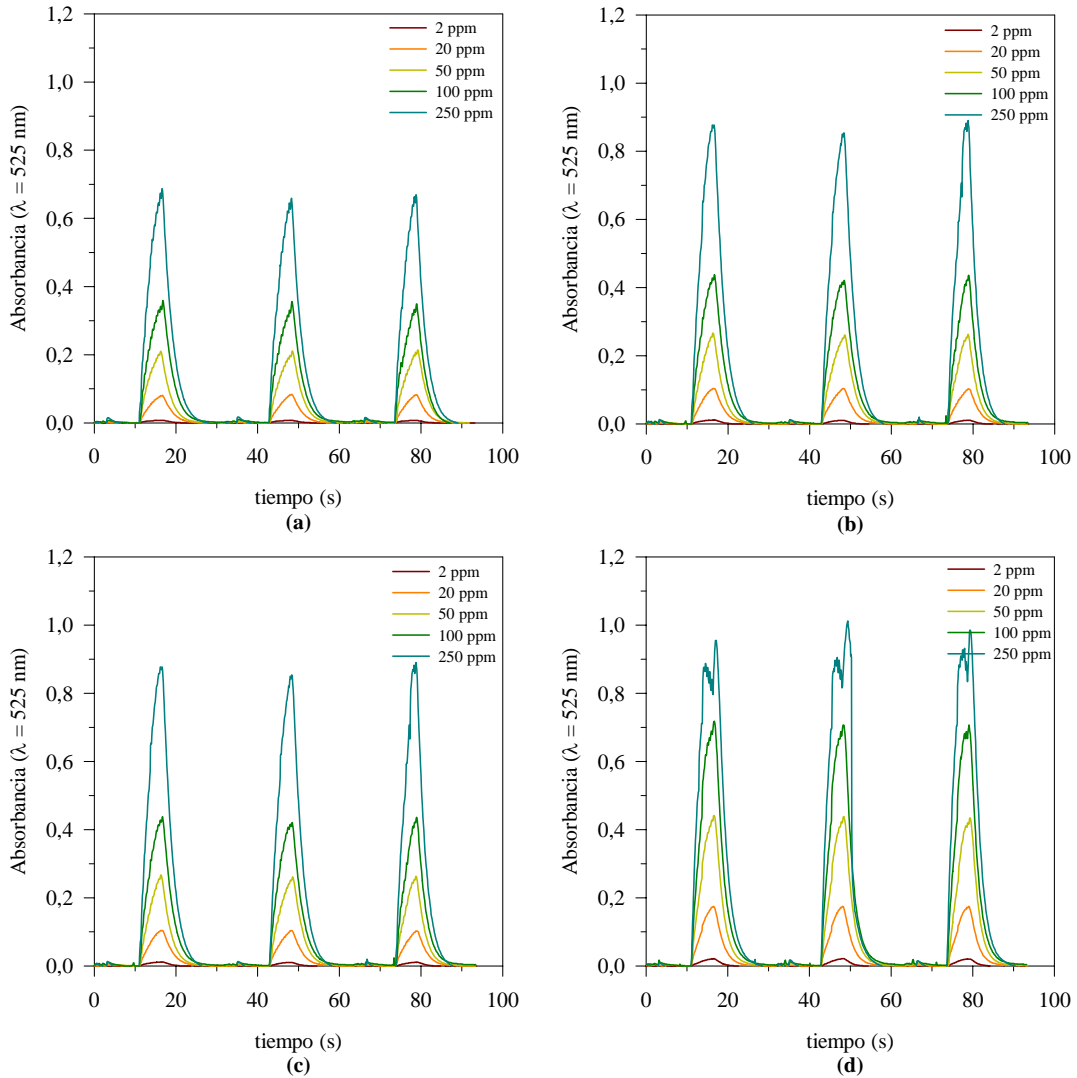 1,2
1,0
0,8
0,6
0,4
0,2
0,0
Absorbancia (λ = 525 nm)
2 ppm
20 ppm
50 ppm
100 ppm
250 ppm
0 20 40 60 80 100
tiempo (s)
(a)
1,2
1,0
0,8
0,6
0,4
0,2
0,0
Absorbancia (λ = 525 nm)
2 ppm
20 ppm
50 ppm
100 ppm
250 ppm
0 20 40 60 80 100
tiempo (s)
(b)
1,2
1,0
0,8
0,6
0,4
0,2
0,0
Absorbancia (λ = 525 nm)
2 ppm
20 ppm
50 ppm
100 ppm
250 ppm
0 20 40 60 80 100
tiempo (s)
(c)
1,2
1,0
0,8
0,6
0,4
0,2
0,0
Absorbancia (λ = 525 nm)
2 ppm
20 ppm
50 ppm
100 ppm
250 ppm
0 20 40 60 80 100
tiempo (s)
(d)